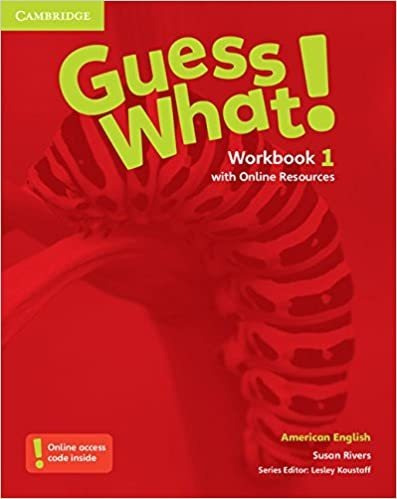 CAMBRIDGE
Guess
What!
Workbook 1
with Online Resources
American English
Susan Rivers
Series Editor: Lesley Koustaff
! Online access
code inside